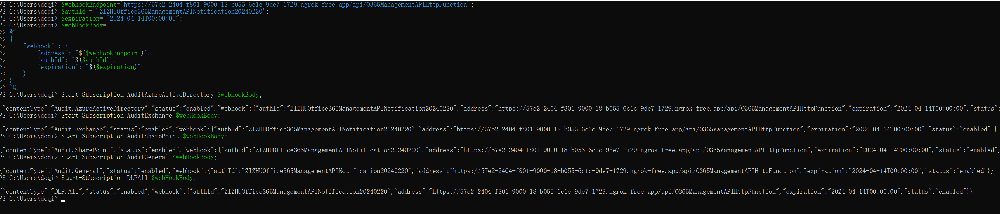 PS C:\Users\doqi> $webhookEndpoint='https://57e2-2404-f801-9000-18-b055-6c1c-9de7-1729.ngrok-free.app/api/O365ManagementAPIHttpFunction';
PS C:\Users\doqi> $authId = 'ZIZHUOffice365ManagementAPINotification20240220';
PS C:\Users\doqi> $expiration= "2024-04-14T00:00:00";
PS C:\Users\doqi> $webHookBody=
>> @"
>> {
>>     "webhook" : {
>>         "address": "$($webhookEndpoint)",
>>         "authId": "$($authId)",
>>         "expiration": "$($expiration)"
>>     }
>> }
>> "@;
PS C:\Users\doqi> Start-Subscription AuditAzureActiveDirectory $webHookBody;
{"contentType":"Audit.AzureActiveDirectory","status":"enabled","webhook":{"authId":"ZIZHUOffice365ManagementAPINotification20240220","address":"https://57e2-2404-f801-9000-18-b055-6c1c-9de7-1729.ngrok-free.app/api/O365ManagementAPIHttpFunction","expiration":"2024-04-14T00:00:00","status":
PS C:\Users\doqi> Start-Subscription AuditExchange $webHookBody;
{"contentType":"Audit.Exchange","status":"enabled","webhook":{"authId":"ZIZHUOffice365ManagementAPINotification20240220","address":"https://57e2-2404-f801-9000-18-b055-6c1c-9de7-1729.ngrok-free.app/api/O365ManagementAPIHttpFunction","expiration":"2024-04-14T00:00:00","status":"enabled"}}
PS C:\Users\doqi> Start-Subscription AuditSharePoint $webHookBody;
{"contentType":"Audit.SharePoint","status":"enabled","webhook":{"authId":"ZIZHUOffice365ManagementAPINotification20240220","address":"https://57e2-2404-f801-9000-18-b055-6c1c-9de7-1729.ngrok-free.app/api/O365ManagementAPIHttpFunction","expiration":"2024-04-14T00:00:00","status":"enabled"}
PS C:\Users\doqi> Start-Subscription AuditGeneral $webHookBody;
{"contentType":"Audit.General","status":"enabled","webhook":{"authId":"ZIZHUOffice365ManagementAPINotification20240220","address":"https://57e2-2404-f801-9000-18-b055-6c1c-9de7-1729.ngrok-free.app/api/O365ManagementAPIHttpFunction","expiration":"2024-04-14T00:00:00","status":"enabled"}}
PS C:\Users\doqi> Start-Subscription DLPAll $webHookBody;
{"contentType":"DLP.All","status":"enabled","webhook":{"authId":"ZIZHUOffice365ManagementAPINotification20240220","address":"https://57e2-2404-f801-9000-18-b055-6c1c-9de7-1729.ngrok-free.app/api/O365ManagementAPIHttpFunction","expiration":"2024-04-14T00:00:00","status":"enabled"}}
PS C:\Users\doqi>